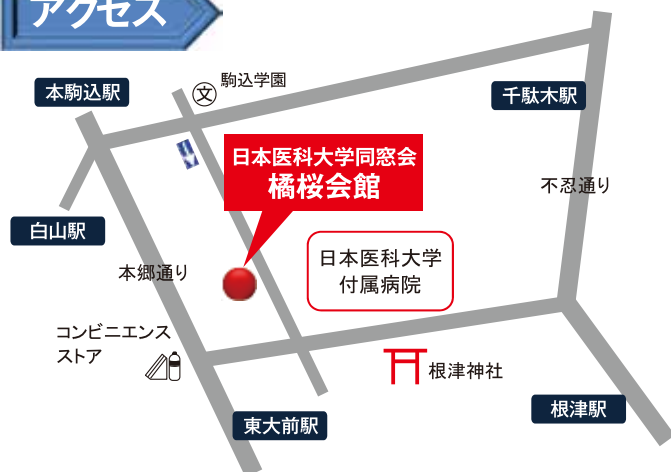 アクセス
本駒込駅
文
駒込学園
千駄木駅
日本医科大学同窓会
橘桜会館
不忍通り
白山駅
日本医科大学
付属病院
本郷通り
コンビニエンス
ストア
根津神社
根津駅
東大前駅